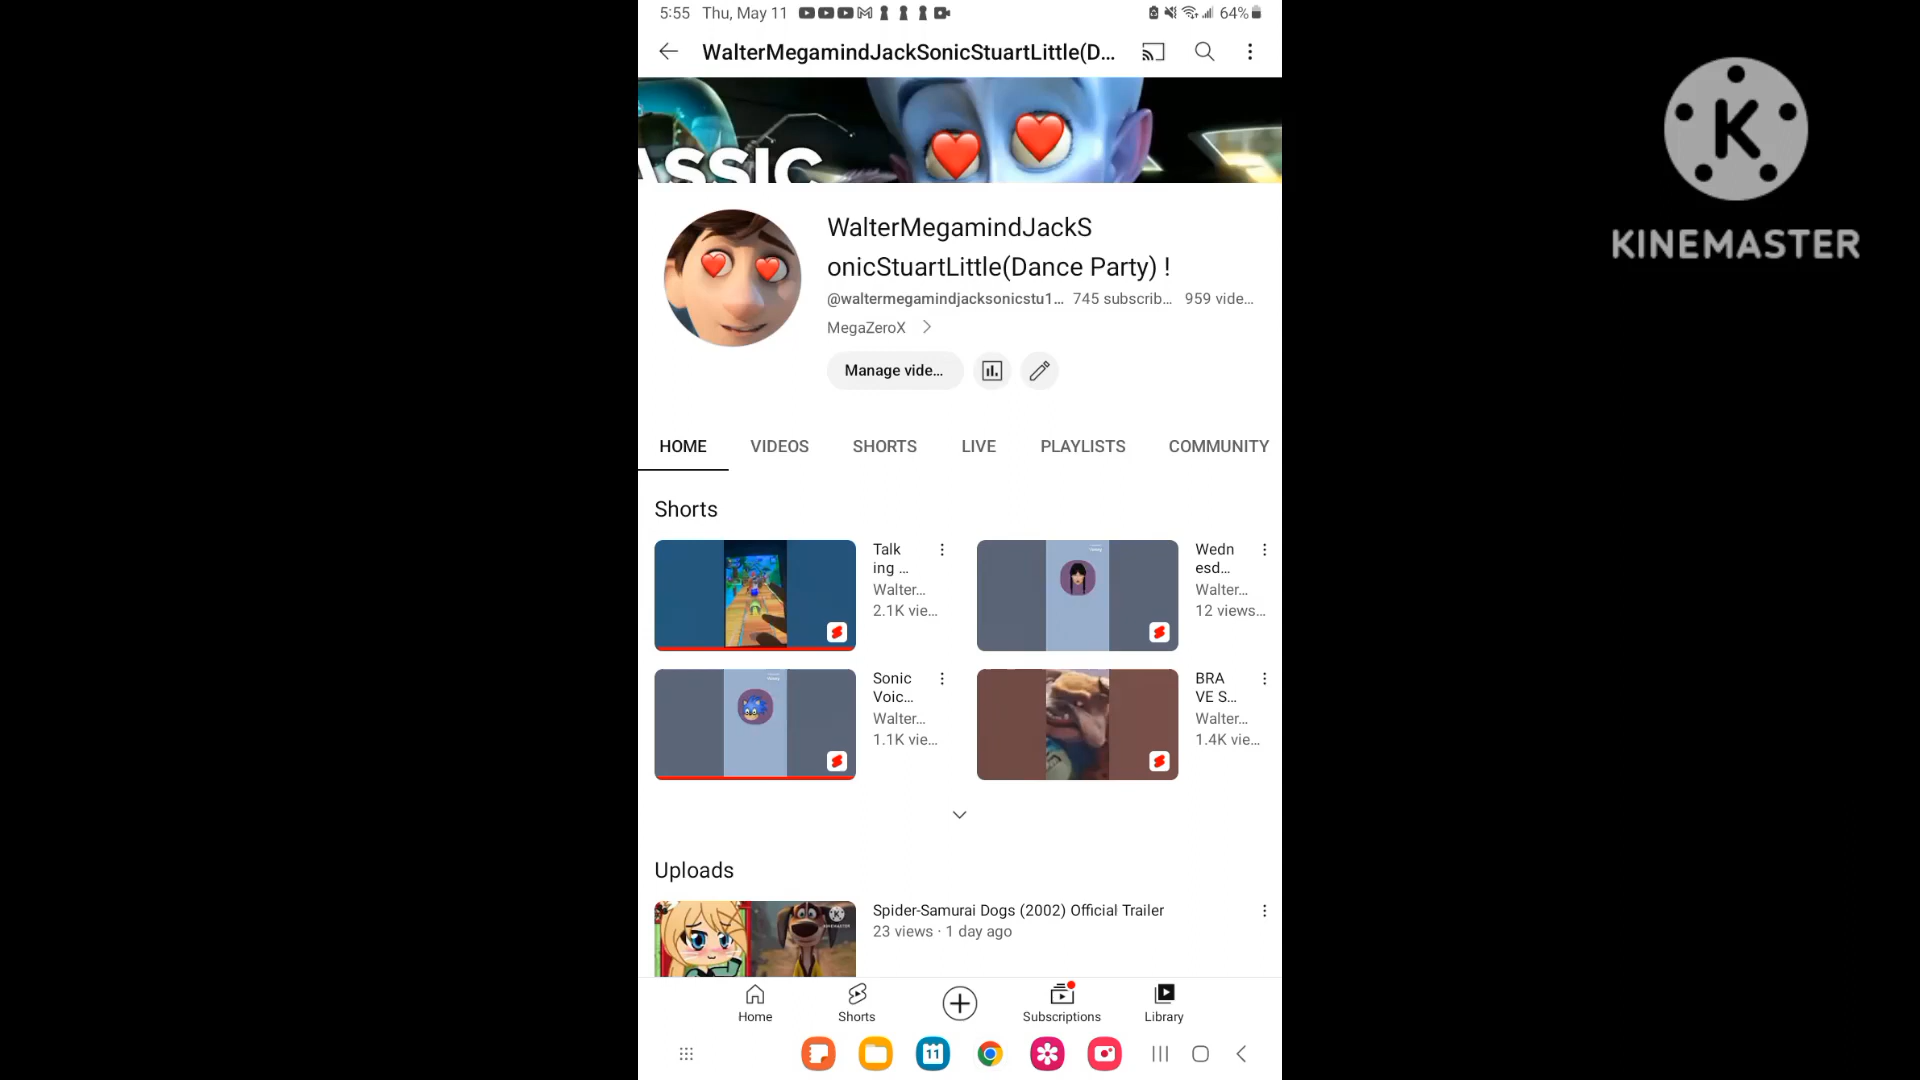 5:55 Thu, May 11 64%
WalterMegamindJackSonicStuartLittle(D...
ASSIC
WalterMegamindJackS
onicStuartLittle(Dance Party) !
@waltermegamindjacksonicstu1... 745 subscrib... 959 vide...
MegaZeroX
Manage vide...
HOME VIDEOS SHORTS LIVE PLAYLISTS COMMUNITY
Shorts
Talk
ing ...
Walter...
2.1K vie...
Wedn
esd...
Walter...
12 views...
Sonic
Voic...
Walter...
1.1K vie...
BRA
VE S...
Walter...
1.4K vie...
Uploads
Spider-Samurai Dogs (2002) Official Trailer
23 views · 1 day ago
KINEMASTER
Home Shorts Subscriptions Library
11
K
KINEMASTER